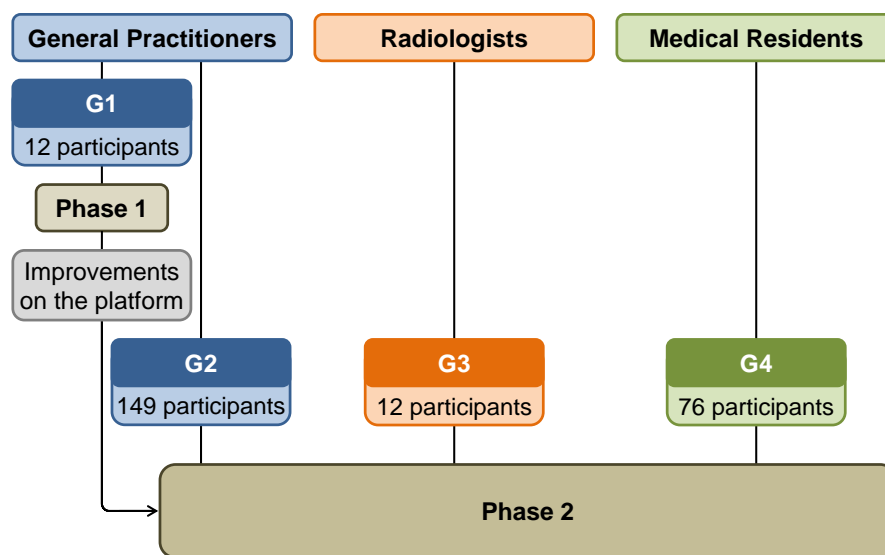 General Practitioners
Radiologists
Medical Residents
G1
12 participants
Phase 1
Improvements
on the platform
G2
149 participants
G3
12 participants
G4
76 participants
Phase 2